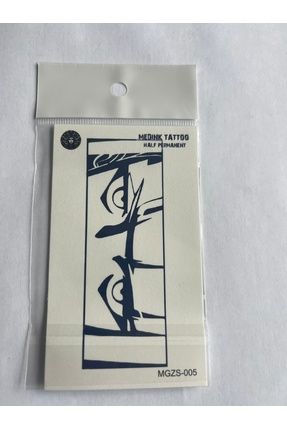 MEDINK TATTOO
HALF PERMANENT
MGZS-005